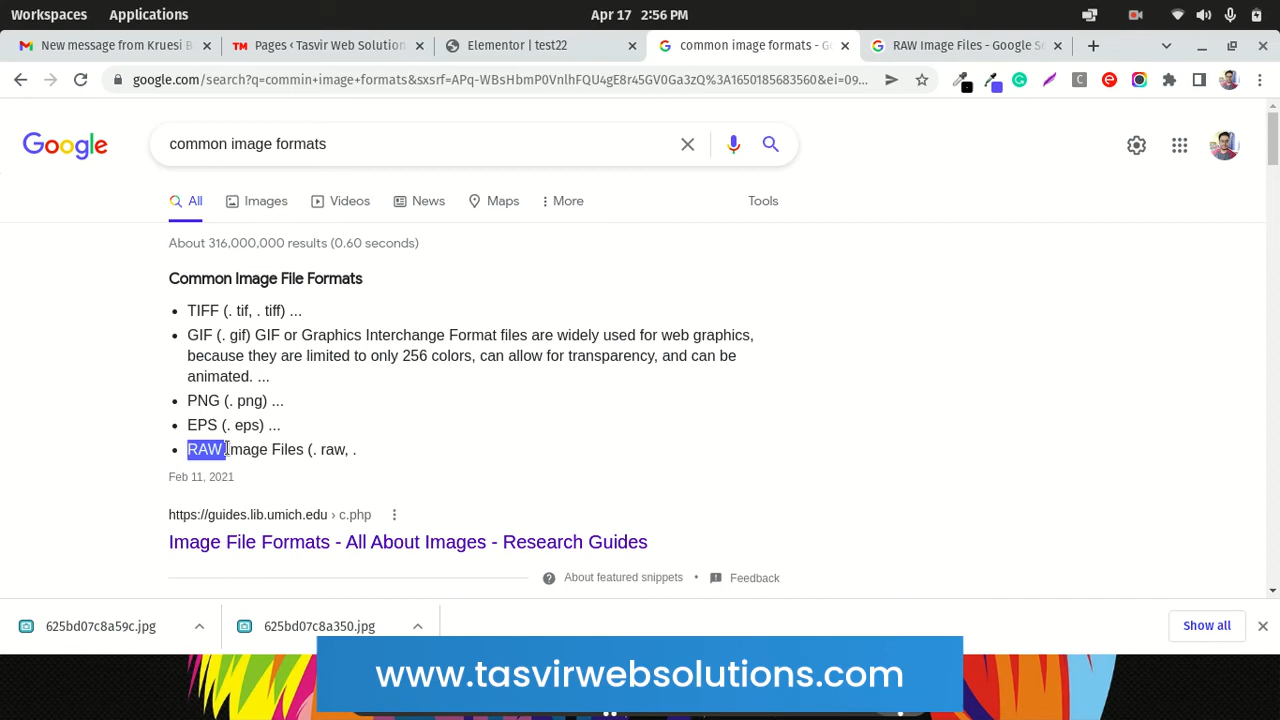 Workspaces Applications Apr 17 2:56 PM
New message from Kruesi B Pages ‹ Tasvir Web Solution Elementor | test22 common image formats - Go RAW Image Files - Google Se
google.com/search?q=commin+image+formats&sxsrf=APq-WBsHbmP0VnlhFQU4gE8r45GV0Ga3zQ%3A1650185683560&ei=09...
Google common image formats
All Images Videos News Maps More Tools
About 316,000,000 results (0.60 seconds)
Common Image File Formats
• TIFF (. tif, . tiff) ...
• GIF (. gif) GIF or Graphics Interchange Format files are widely used for web graphics,
because they are limited to only 256 colors, can allow for transparency, and can be
animated. ...
• PNG (. png) ...
• EPS (. eps) ...
• RAW Image Files (. raw, .
Feb 11, 2021
https://guides.lib.umich.edu › c.php
Image File Formats - All About Images - Research Guides
About featured snippets • Feedback
625bd07c8a59c.jpg 625bd07c8a350.jpg Show all
www.tasvirwebsolutions.com